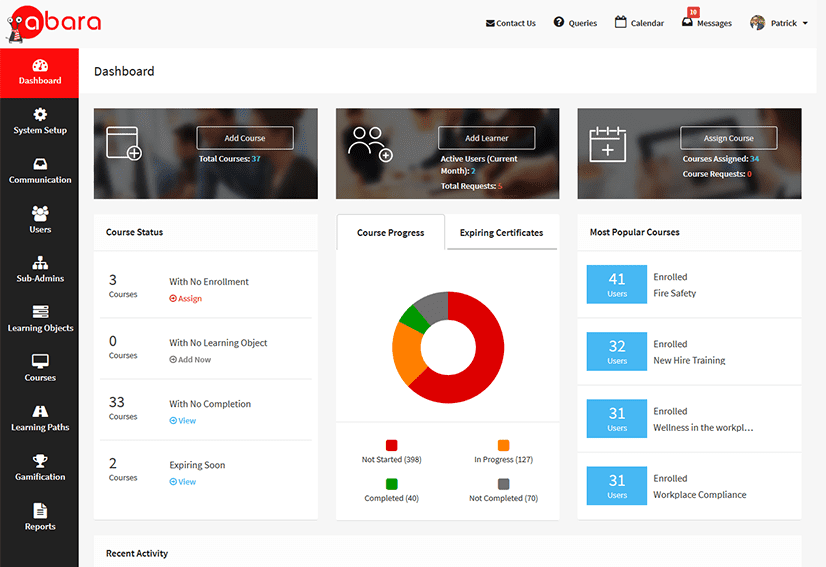 abara
Contact Us
Queries
Calendar
10
Messages
Patrick
Dashboard
System Setup
Communication
Users
Sub-Admins
Learning Objects
Courses
Learning Paths
Gamification
Reports
Dashboard
Add Course
Total Courses: 37
Add Learner
Active Users (Current
Month): 2
Total Requests: 5
Assign Course
Courses Assigned: 34
Course Requests: 0
Course Status
3
Courses
With No Enrollment
Assign
0
Courses
With No Learning Object
Add Now
33
Courses
With No Completion
View
2
Courses
Expiring Soon
View
Course Progress
Expiring Certificates
Not Started (398)
In Progress (127)
Completed (40)
Not Completed (70)
Most Popular Courses
41
Users
Enrolled
Fire Safety
32
Users
Enrolled
New Hire Training
31
Users
Enrolled
Wellness in the workpl...
31
Users
Enrolled
Workplace Compliance
Recent Activity